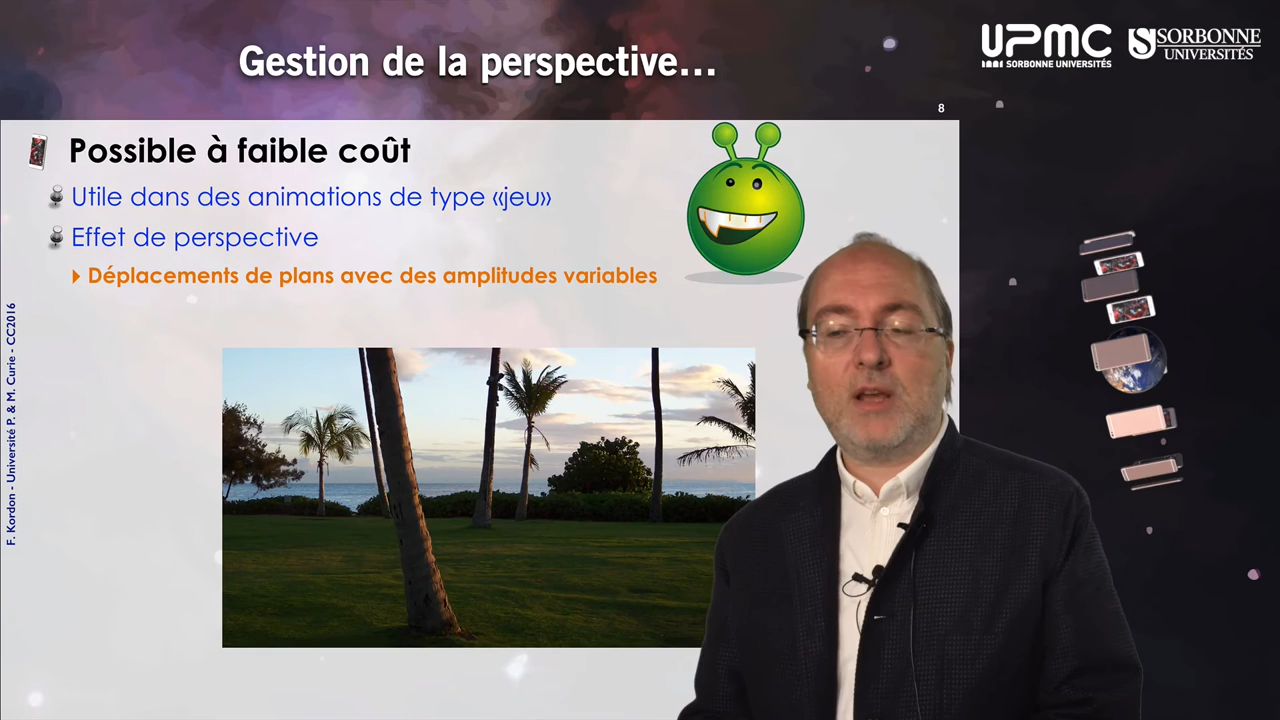 Gestion de la perspective…
UPMC
SORBONNE UNIVERSITÉS
SORBONNE
UNIVERSITÉS
8
Possible à faible coût
Utile dans des animations de type «jeu»
Effet de perspective
Déplacements de plans avec des amplitudes variables
F. Kordon - Université P. & M. Curie - CC2016